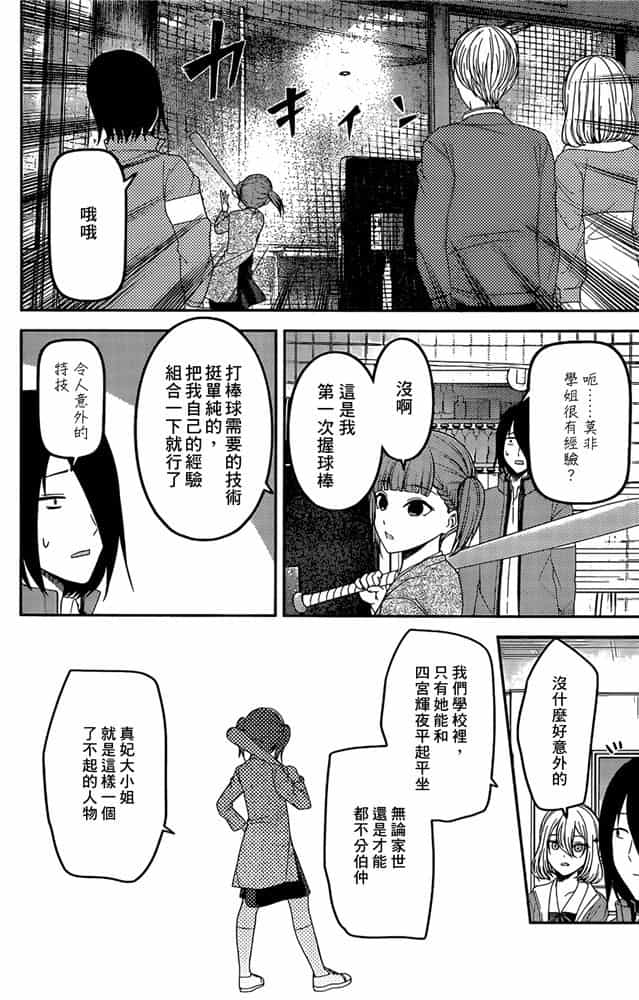 カキィン
哦哦
呃……莫非
學姐很有經驗?
沒啊
這是我
第一次握球棒
打棒球需要的技術
挺單純的，
把我自己的經驗
組合一下就行了
令人意外的
特技
沒什麼好意外的
我們學校裡，
只有她能和
四宮輝夜平起平坐
無論家世
還是才能
都不分伯仲
真妃大小姐
就是這樣一個
了不起的人物